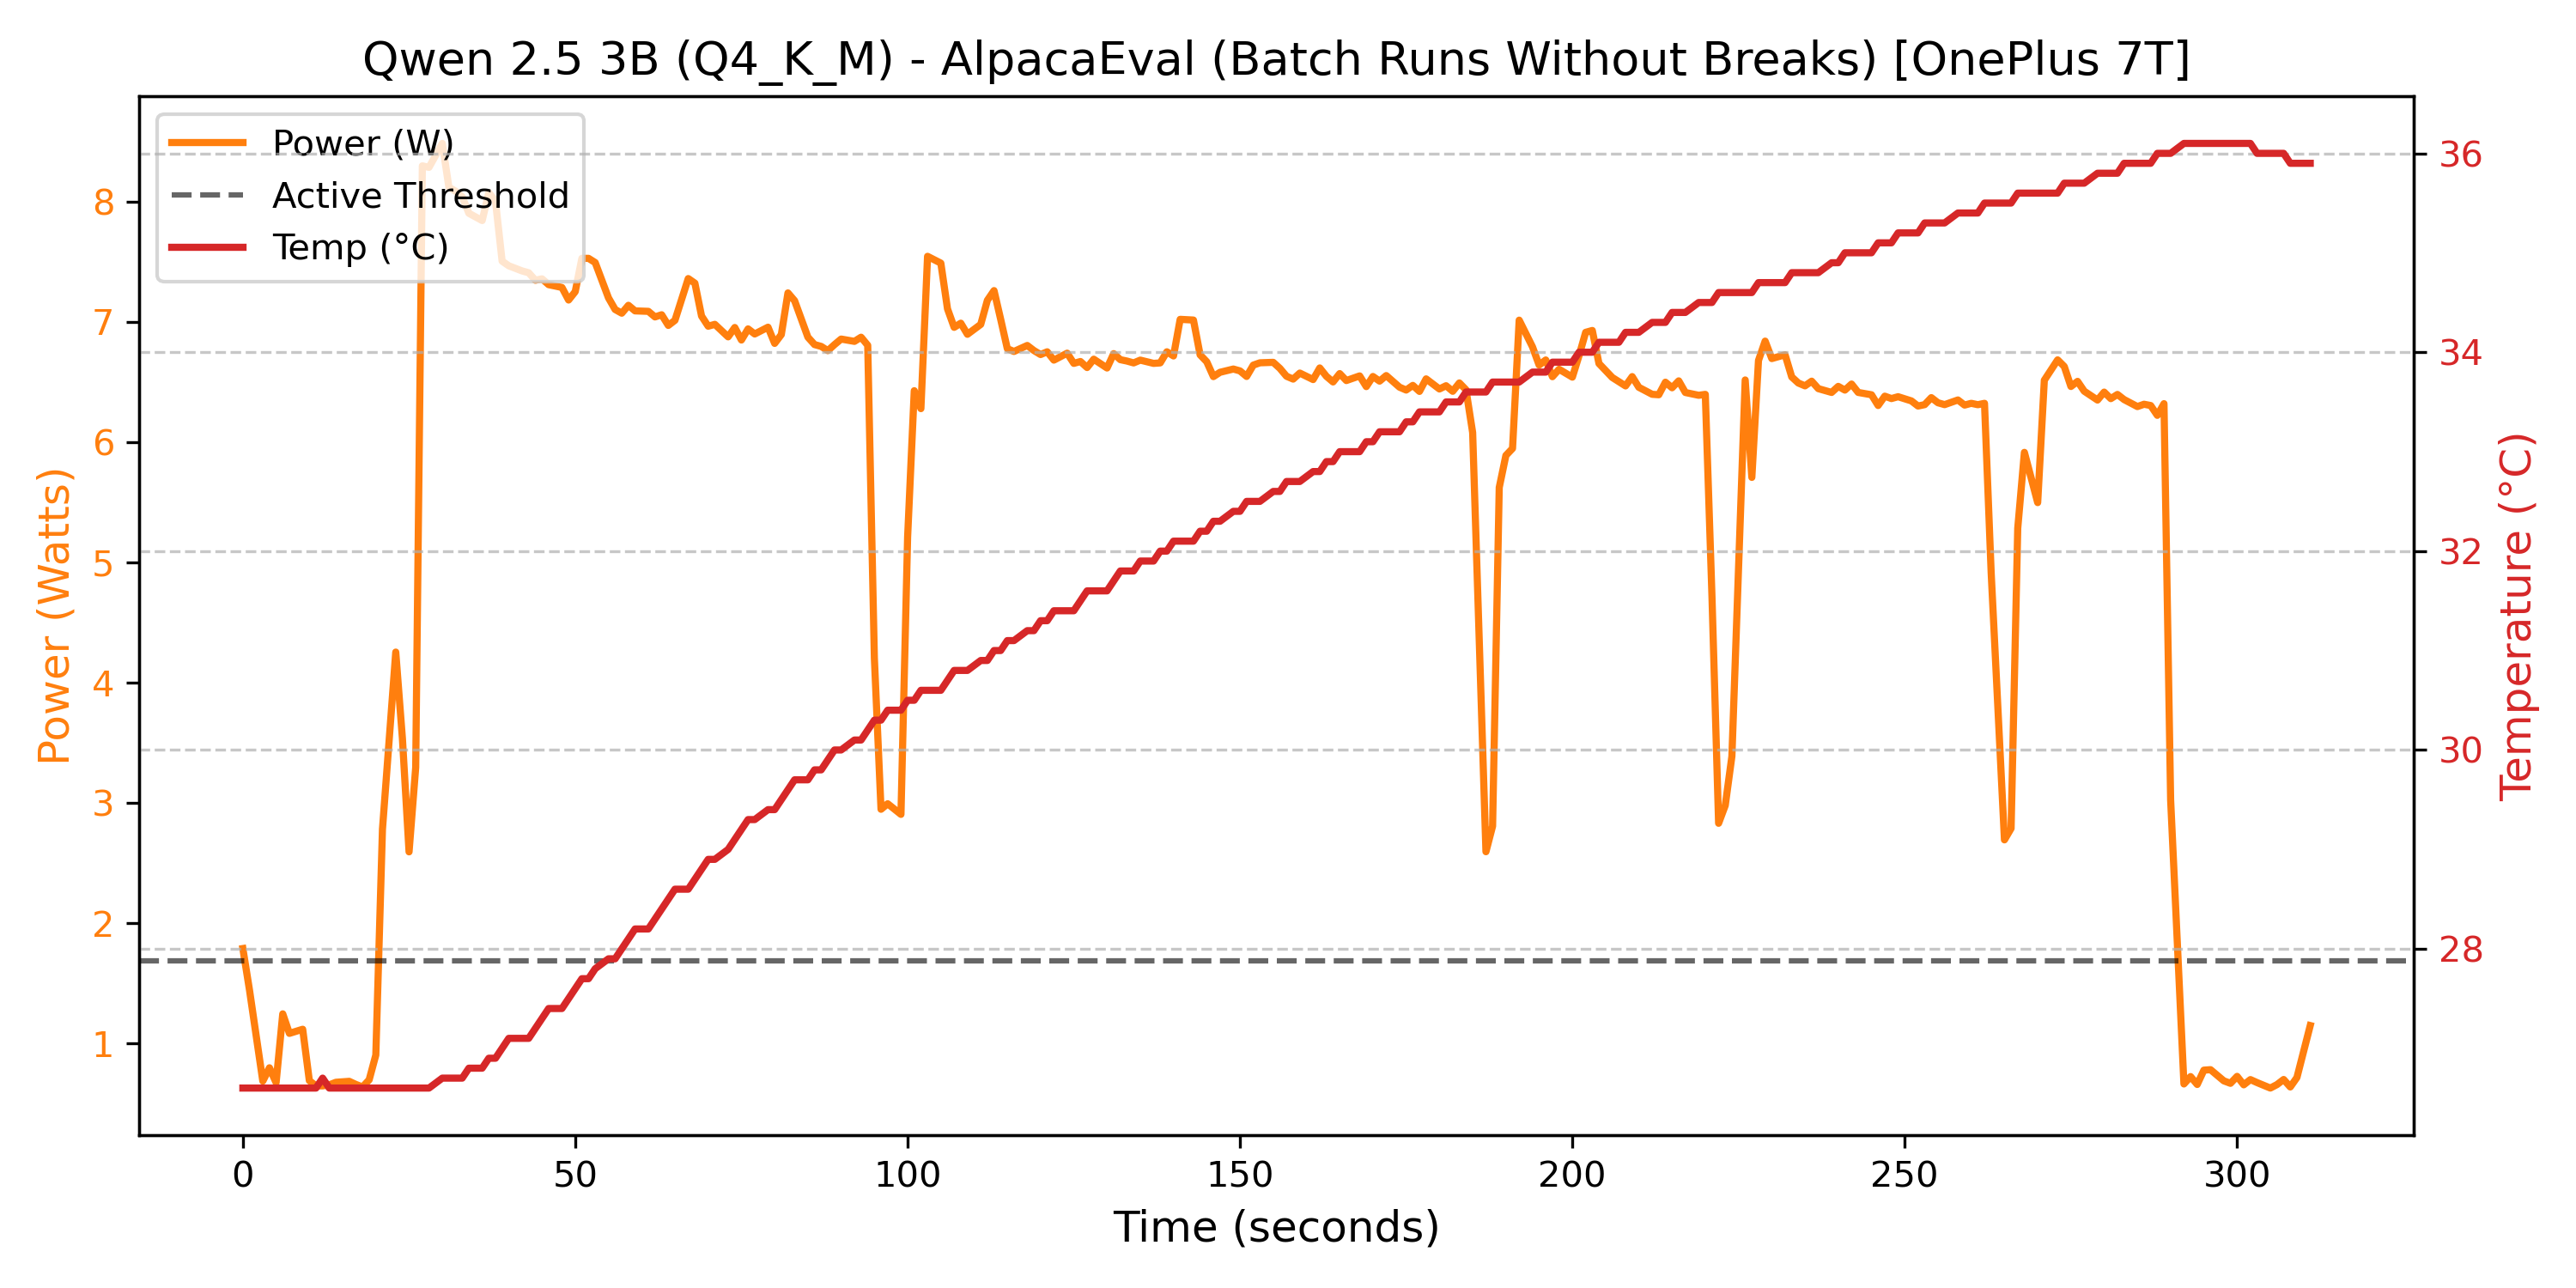 Qwen 2.5 3B (Q4_K_M) - AlpacaEval (Batch Runs Without Breaks) [OnePlus 7T]
Power (W)
Active Threshold
Temp (°C)
Power (Watts)
8
7
6
5
4
3
2
1
36
34
32
30
28
Temperature (°C)
0 50 100 150 200 250 300
Time (seconds)